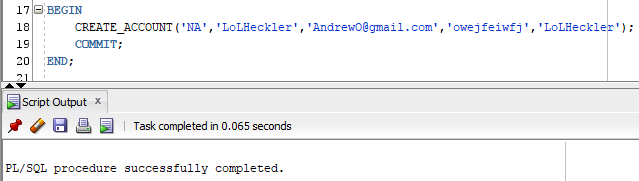 17 BEGIN
18 CREATE_ACCOUNT('NA','LoLHeckler','AndrewO@gmail.com','owejfeiwfj','LoLHeckler');
19 COMMIT;
20 END;
21
Script Output x
Task completed in 0.065 seconds
PL/SQL procedure successfully completed.